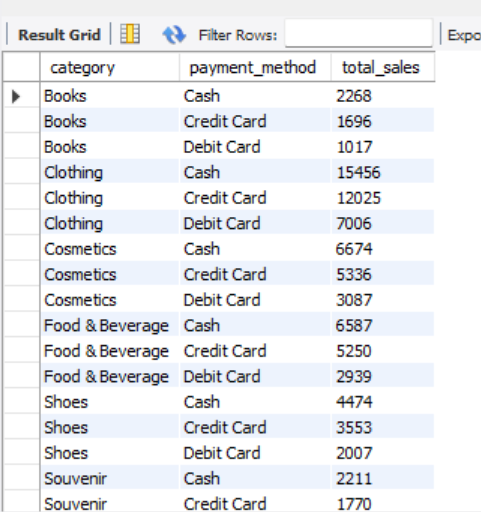 Result Grid Filter Rows: Expo
category payment_method total_sales
Books Cash 2268
Books Credit Card 1696
Books Debit Card 1017
Clothing Cash 15456
Clothing Credit Card 12025
Clothing Debit Card 7006
Cosmetics Cash 6674
Cosmetics Credit Card 5336
Cosmetics Debit Card 3087
Food & Beverage Cash 6587
Food & Beverage Credit Card 5250
Food & Beverage Debit Card 2939
Shoes Cash 4474
Shoes Credit Card 3553
Shoes Debit Card 2007
Souvenir Cash 2211
Souvenir Credit Card 1770